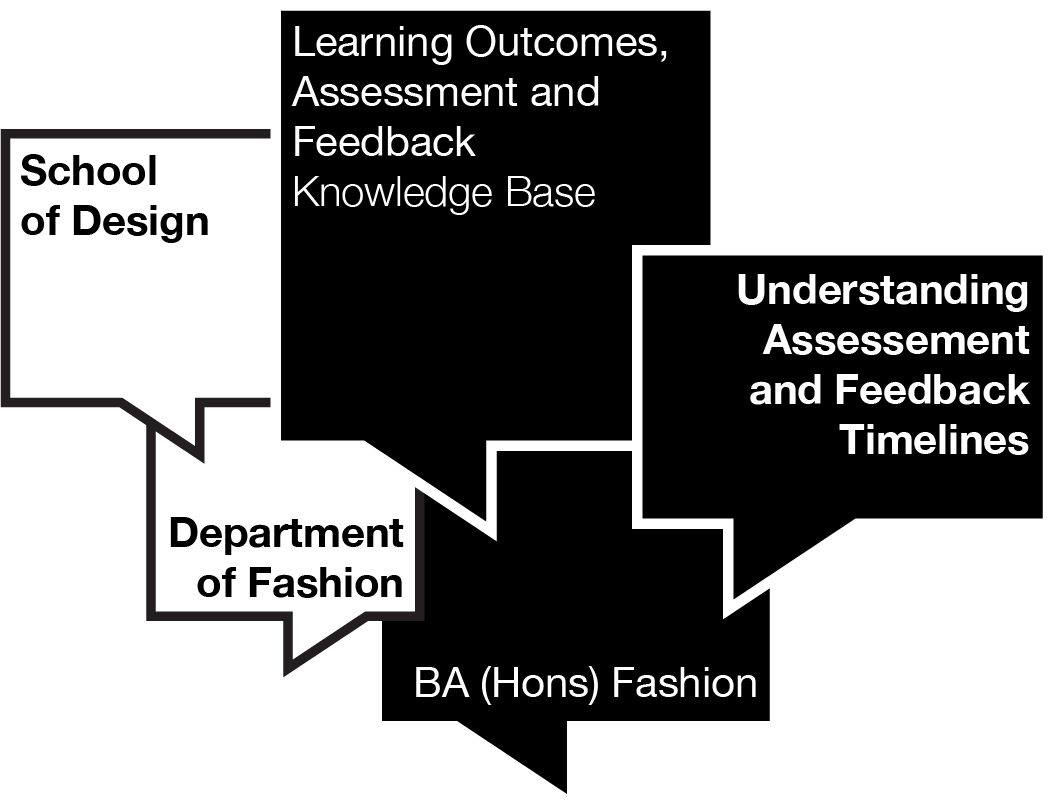 Learning Outcomes,
Assessment and
Feedback
Knowledge Base
School
of Design
Understanding
Assessement
and Feedback
Timelines
Department
of Fashion
BA (Hons) Fashion